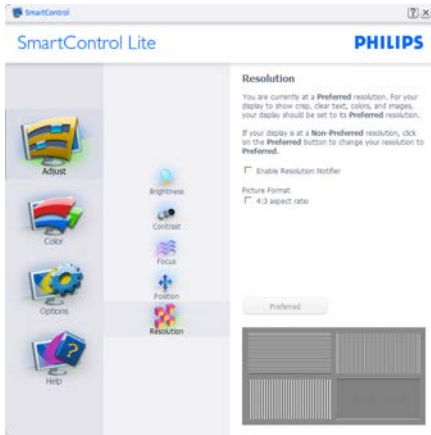 SmartControl
SmartControl Lite
PHILIPS
Adjust
Color
Options
Help
Brightness
Contrast
Focus
Position
Resolution
Resolution
You are currently at a Preferred resolution. For your
display to show crisp, clear text, colors, and images,
your display should be set to its Preferred resolution.
If your display is at a Non-Preferred resolution, click
on the Preferred button to change your resolution to
Preferred.
Enable Resolution Notifier
Picture Format
4:3 aspect ratio
Preferred